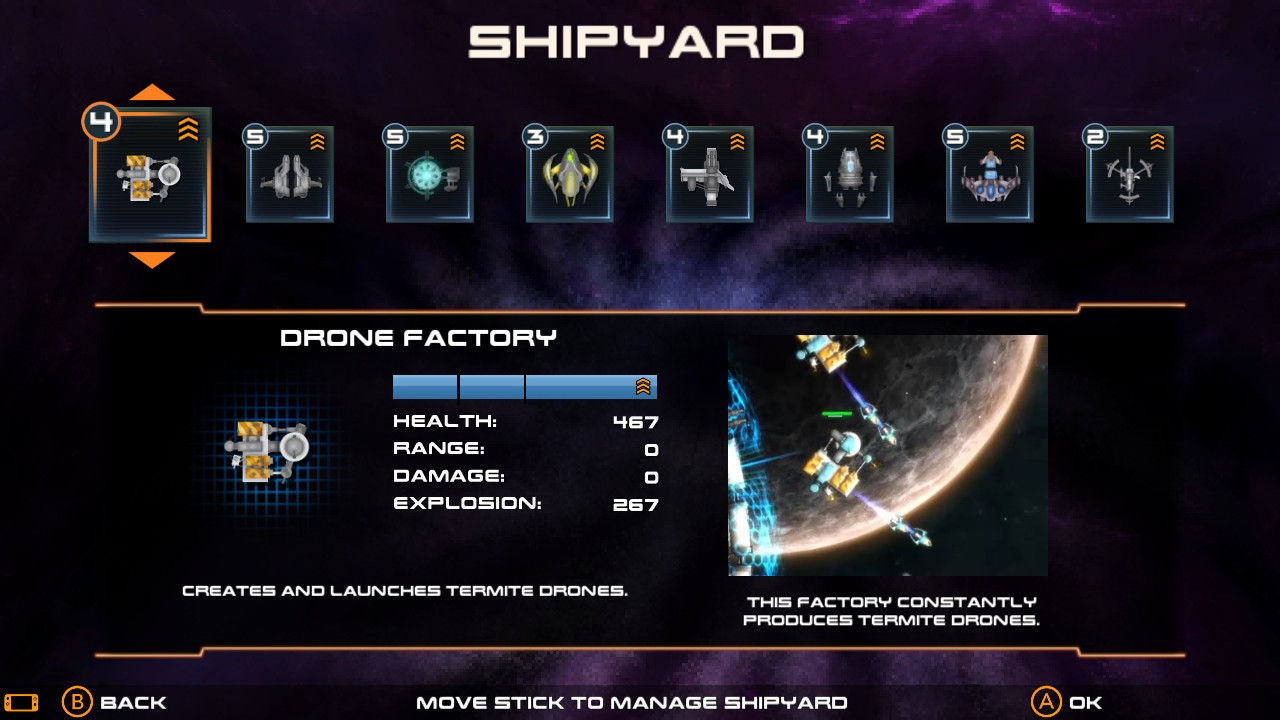 SHIPYARD
4 5 5 3 4 4 5 2
DRONE FACTORY
HEALTH: 467
RANGE: 0
DAMAGE: 0
EXPLOSION: 267
CREATES AND LAUNCHES TERMITE DRONES.
THIS FACTORY CONSTANTLY
PRODUCES TERMITE DRONES.
B BACK MOVE STICK TO MANAGE SHIPYARD A OK